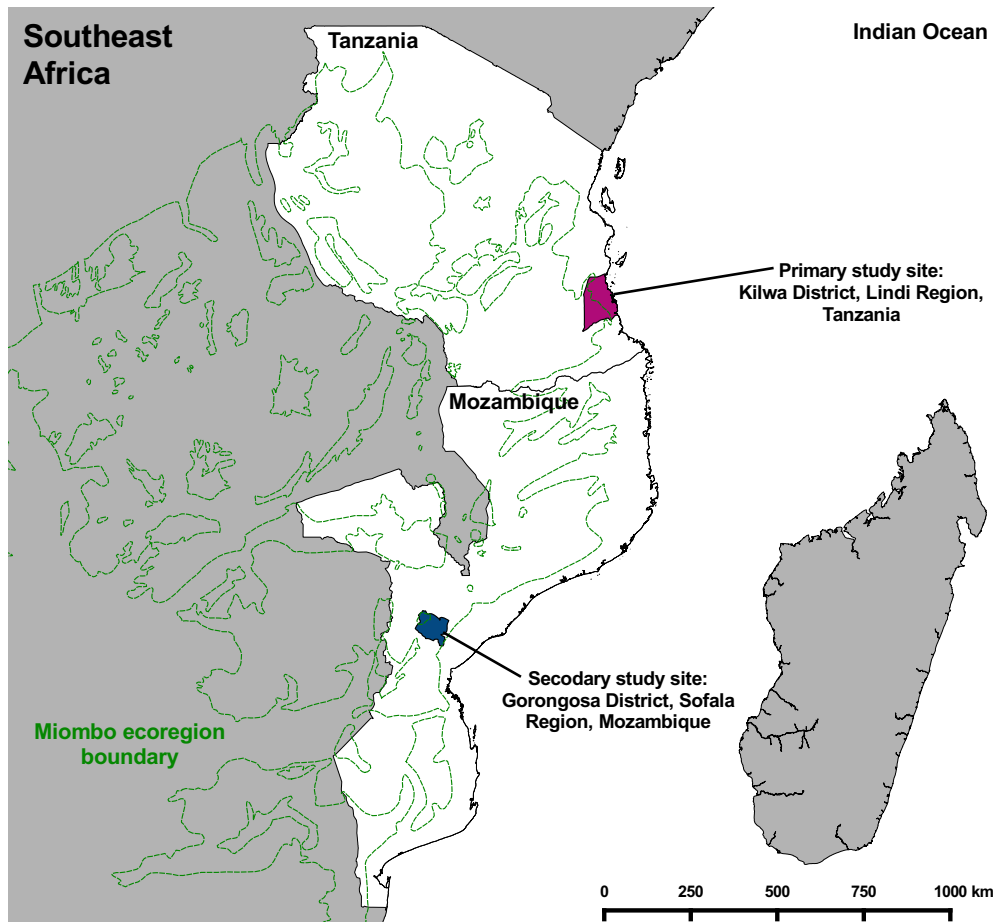 Southeast
Africa
Tanzania
Indian Ocean
Primary study site:
Kilwa District, Lindi Region,
Tanzania
Mozambique
Secodary study site:
Gorongosa District, Sofala
Region, Mozambique
Miombo ecoregion
boundary
0 250 500 750 1000 km